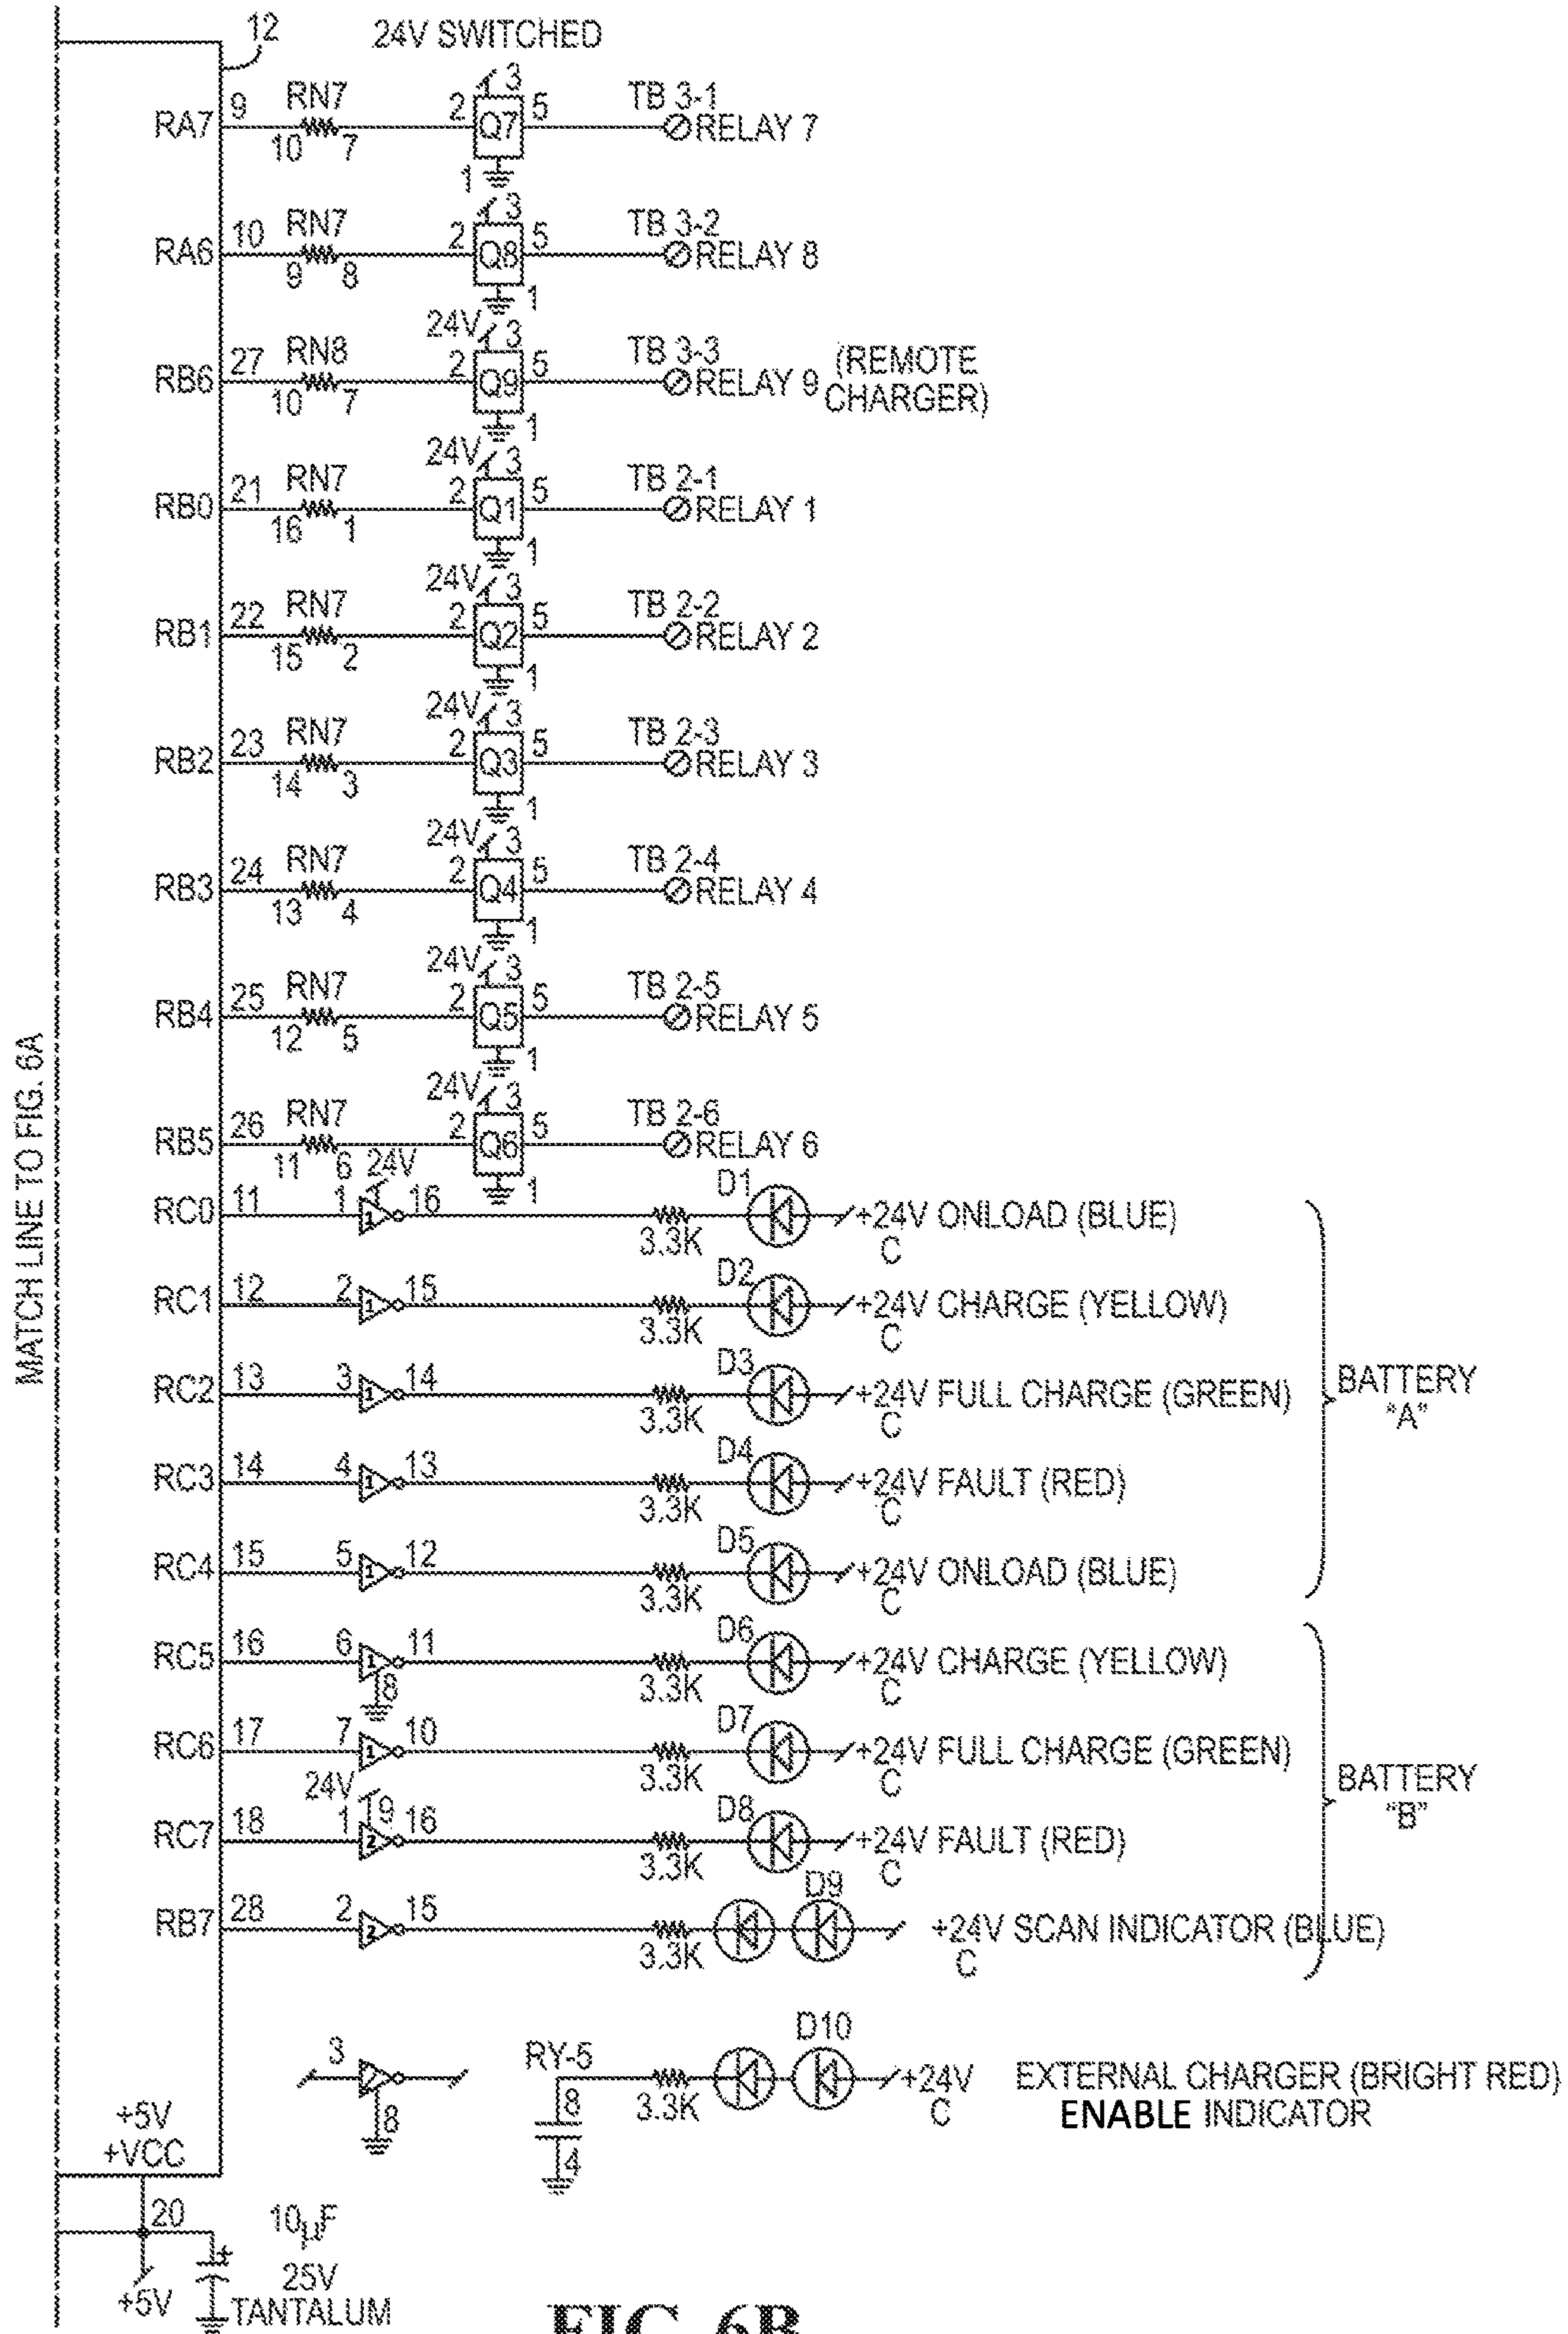 12 24V SWITCHED
RA7 9 RN7 10 7 2 Q7 3 5 1 TB 3-1 RELAY 7
RA6 10 RN7 9 8 2 Q8 3 5 1 TB 3-2 RELAY 8
RB6 27 RN8 10 7 24V 2 Q9 3 5 1 TB 3-3 RELAY 9 (REMOTE
CHARGER)
RB0 21 RN7 16 1 24V 2 Q1 3 5 1 TB 2-1 RELAY 1
RB1 22 RN7 15 2 24V 2 Q2 3 5 1 TB 2-2 RELAY 2
RB2 23 RN7 14 3 24V 2 Q3 3 5 1 TB 2-3 RELAY 3
RB3 24 RN7 13 4 24V 2 Q4 3 5 1 TB 2-4 RELAY 4
RB4 25 RN7 12 5 24V 2 Q5 3 5 1 TB 2-5 RELAY 5
RB5 26 RN7 11 6 24V 2 Q6 3 5 1 TB 2-6 RELAY 6
MATCH LINE TO FIG. 6A
RC0 11 1 24V 1 16 3.3K D1 +24V ONLOAD (BLUE)
C
RC1 12 2 1 15 3.3K D2 +24V CHARGE (YELLOW)
C
RC2 13 3 1 14 3.3K D3 +24V FULL CHARGE (GREEN)
C
RC3 14 4 1 13 3.3K D4 +24V FAULT (RED)
C
RC4 15 5 1 12 3.3K D5 +24V ONLOAD (BLUE)
C
BATTERY
"A"
RC5 16 6 1 8 11 3.3K D6 +24V CHARGE (YELLOW)
C
RC6 17 7 1 10 3.3K D7 +24V FULL CHARGE (GREEN)
C
RC7 18 1 24V 9 2 16 3.3K D8 +24V FAULT (RED)
C
RB7 28 2 2 15 3.3K D9 +24V SCAN INDICATOR (BLUE)
C
BATTERY
"B"
3 8 RY-5 8 4 3.3K D10 +24V EXTERNAL CHARGER (BRIGHT RED)
C ENABLE INDICATOR
+5V
+VCC
20
+5V
10µF
25V
TANTALUM
FIG. 6B